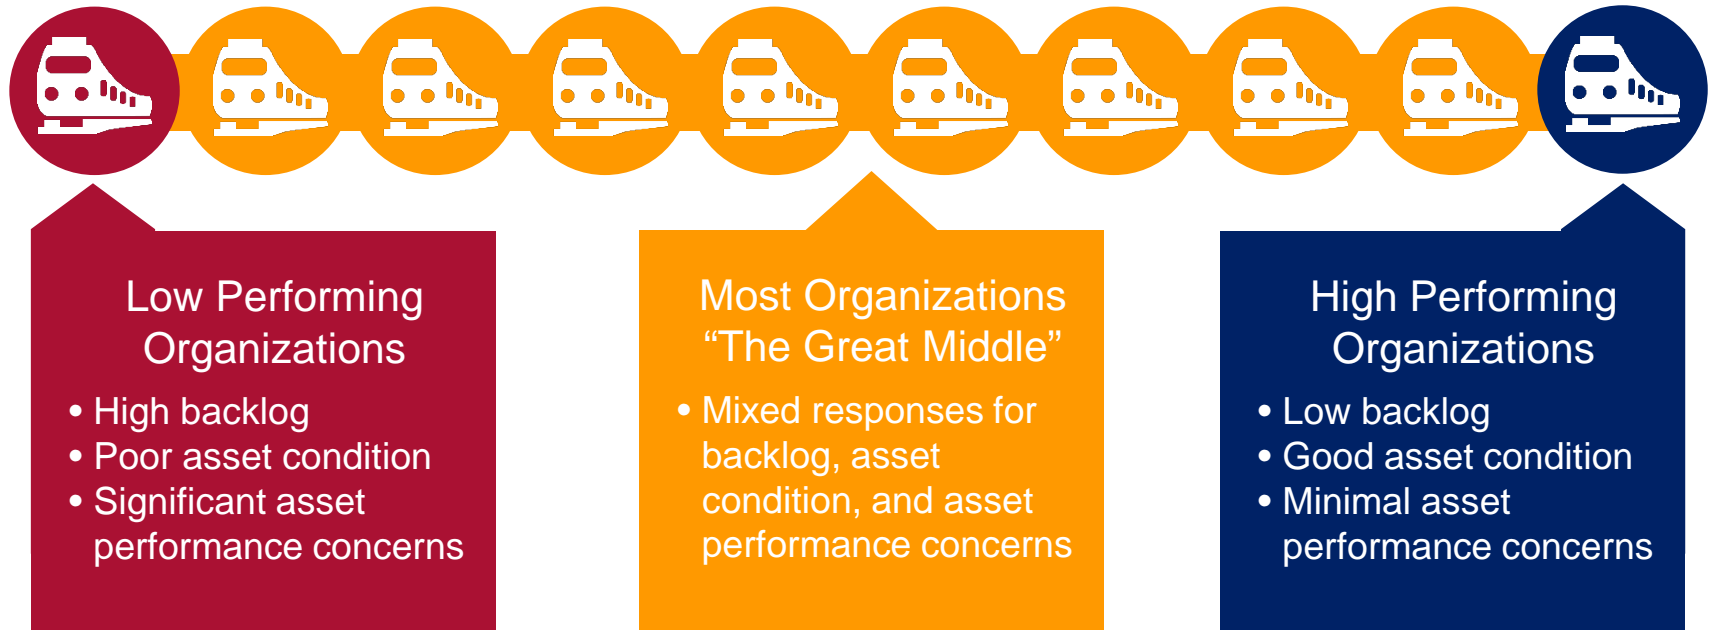 Low Performing
Organizations
• High backlog
• Poor asset condition
• Significant asset
performance concerns
Most Organizations
“The Great Middle”
• Mixed responses for
backlog, asset
condition, and asset
performance concerns
High Performing
Organizations
• Low backlog
• Good asset condition
• Minimal asset
performance concerns